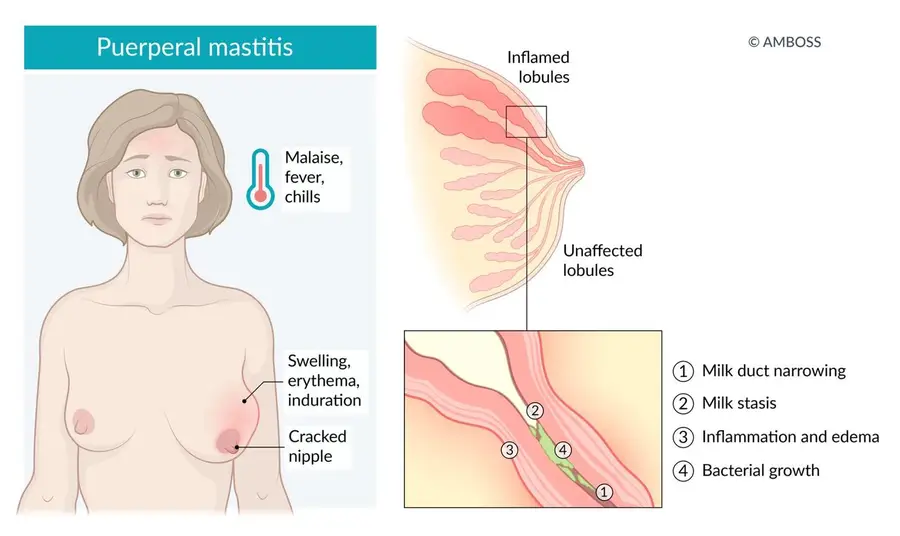 Puerperal mastitis
Malaise,
fever,
chills
Swelling,
erythema,
induration
Cracked
nipple
Inflamed
lobules
© AMBOSS
Unaffected
lobules
2
3
4
1
1 Milk duct narrowing
2 Milk stasis
3 Inflammation and edema
4 Bacterial growth